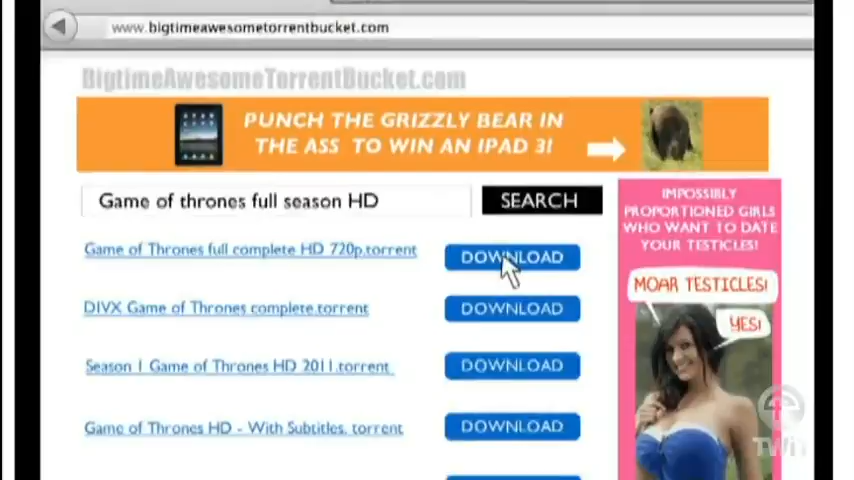 www.bigtimeawesometorrentbucket.com
BigtimeAwesomeTorrentBucket.com
PUNCH THE GRIZZLY BEAR IN
THE ASS TO WIN AN IPAD 3!
Game of thrones full season HD
SEARCH
IMPOSSIBLY
PROPORTIONED GIRLS
WHO WANT TO DATE
YOUR TESTICLES!
Game of Thrones full complete HD 720p.torrent
DOWNLOAD
MOAR TESTICLES!
YES!
DIVX Game of Thrones complete.torrent
DOWNLOAD
Season 1 Game of Thrones HD 2011.torrent
DOWNLOAD
Game of Thrones HD - With Subtitles. torrent
DOWNLOAD
TWiT